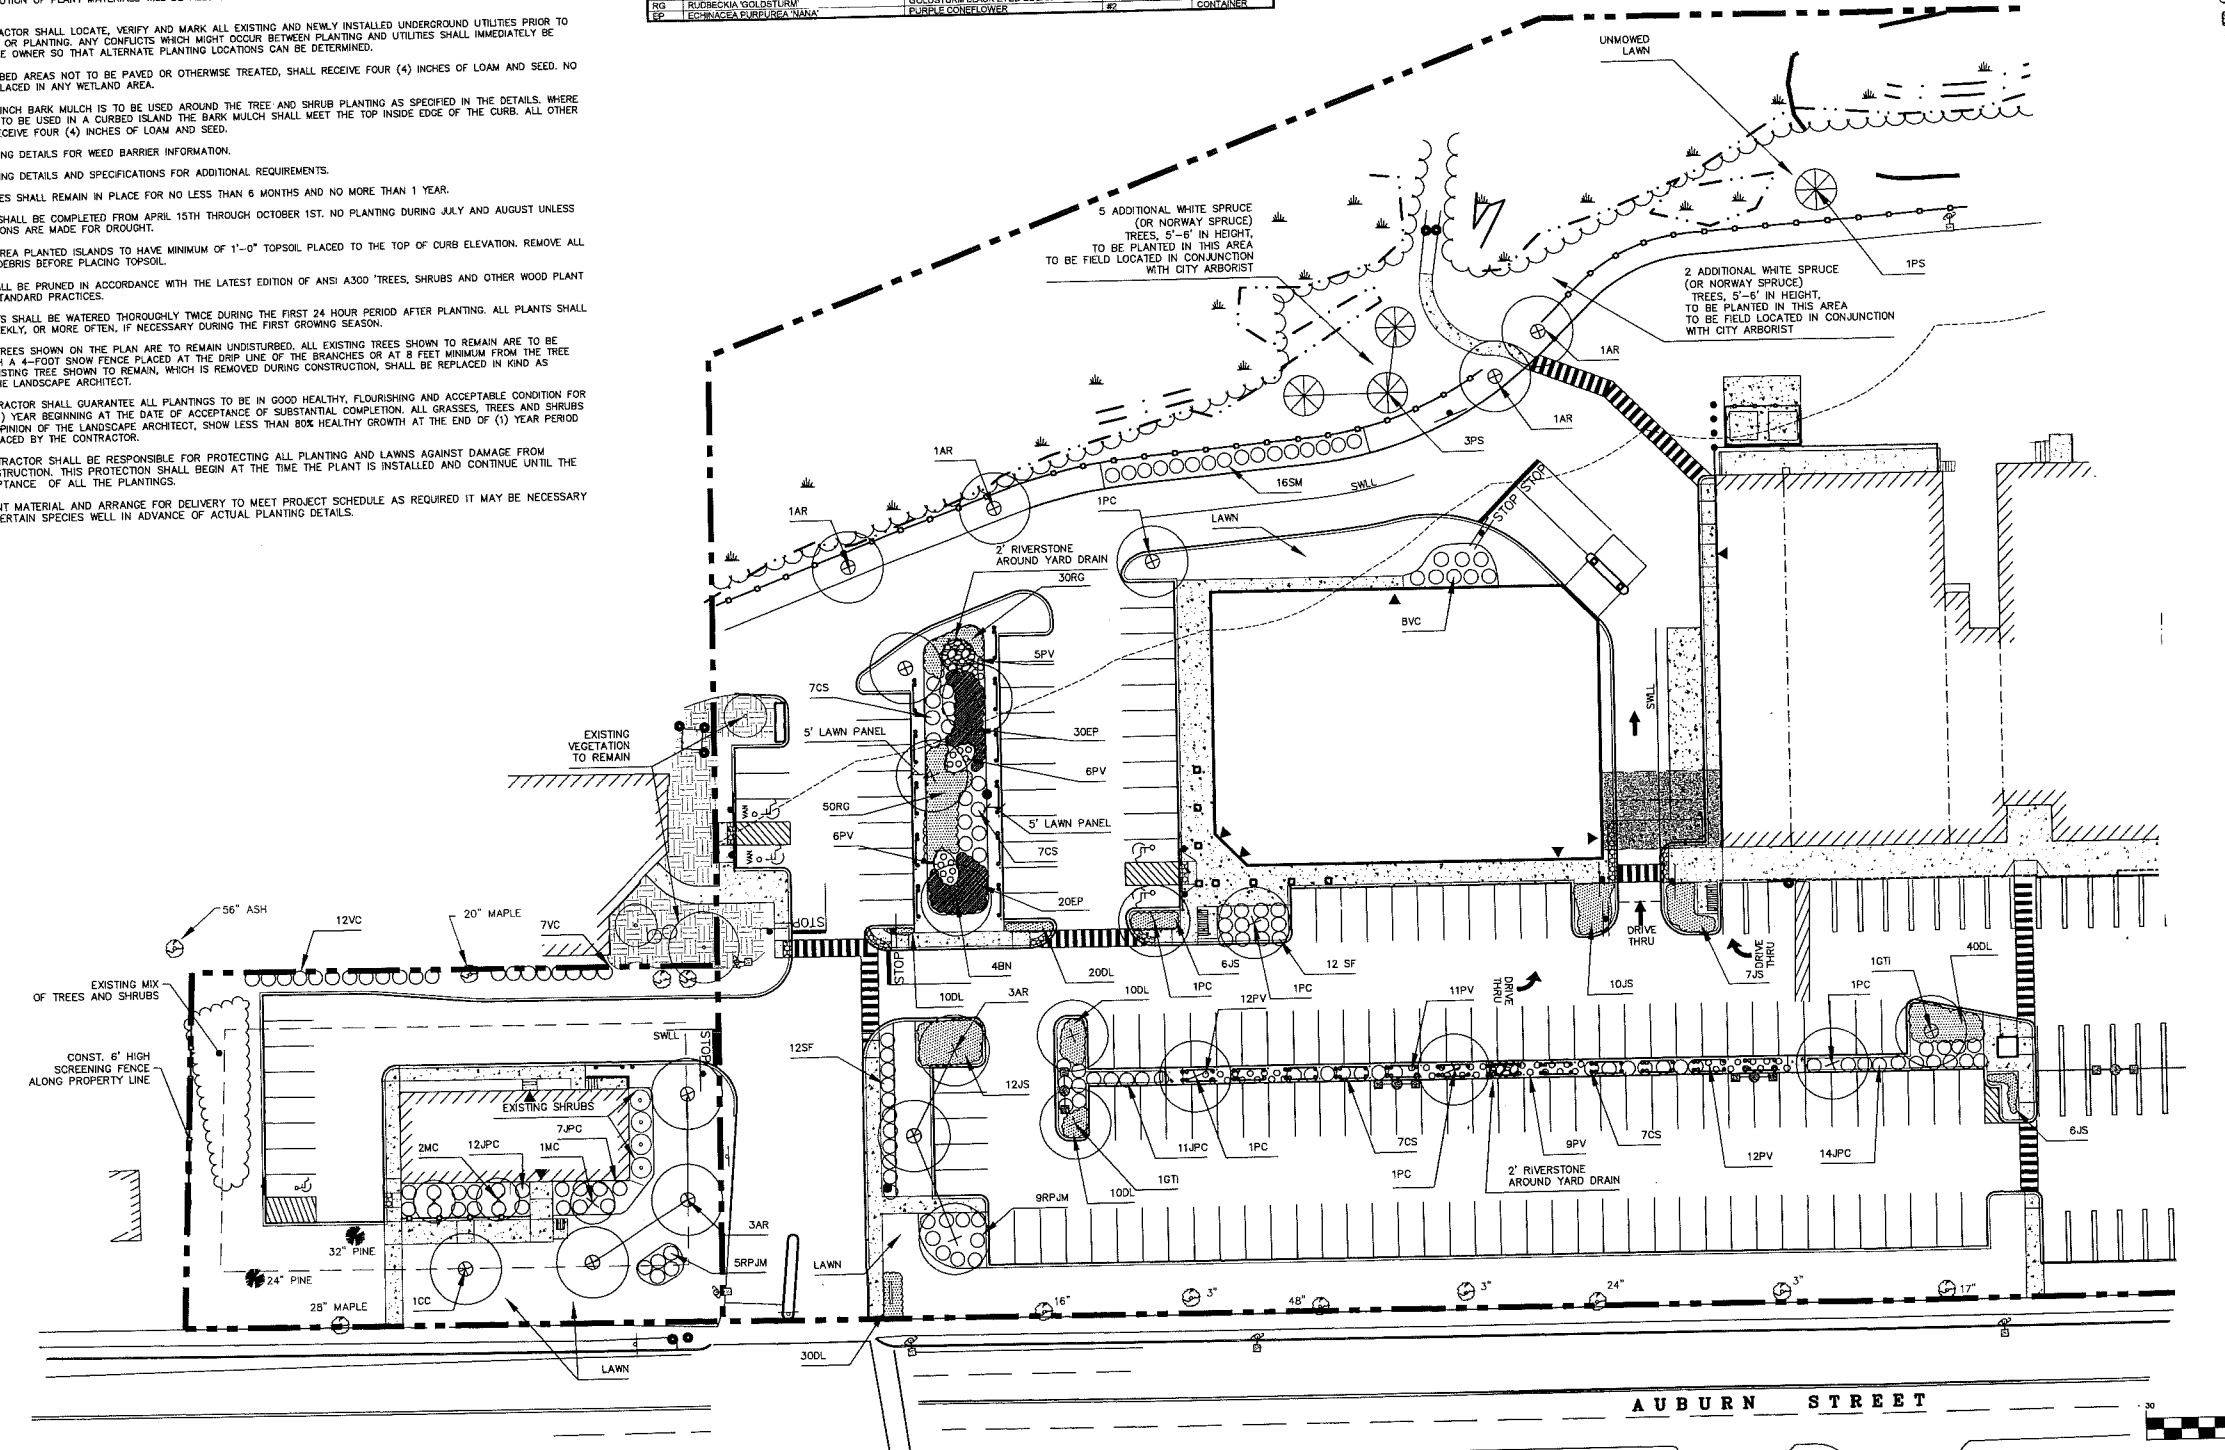 RG RUDBECKIA 'GOLDSTURM' CONTAINER
EP ECHINACEA PURPUREA 'NANA' PURPLE CONEFLOWER #2
ACTOR SHALL LOCATE, VERIFY AND MARK ALL EXISTING AND NEWLY INSTALLED UNDERGROUND UTILITIES PRIOR TO
OR PLANTING. ANY CONFLICTS WHICH MIGHT OCCUR BETWEEN PLANTING AND UTILITIES SHALL IMMEDIATELY BE
E OWNER SO THAT ALTERNATE PLANTING LOCATIONS CAN BE DETERMINED.
BED AREAS NOT TO BE PAVED OR OTHERWISE TREATED, SHALL RECEIVE FOUR (4) INCHES OF LOAM AND SEED. NO
LACED IN ANY WETLAND AREA.
INCH BARK MULCH IS TO BE USED AROUND THE TREE AND SHRUB PLANTING AS SPECIFIED IN THE DETAILS. WHERE
TO BE USED IN A CURBED ISLAND THE BARK MULCH SHALL MEET THE TOP INSIDE EDGE OF THE CURB. ALL OTHER
ECEIVE FOUR (4) INCHES OF LOAM AND SEED.
NG DETAILS FOR WEED BARRIER INFORMATION.
NG DETAILS AND SPECIFICATIONS FOR ADDITIONAL REQUIREMENTS.
ES SHALL REMAIN IN PLACE FOR NO LESS THAN 6 MONTHS AND NO MORE THAN 1 YEAR.
SHALL BE COMPLETED FROM APRIL 15TH THROUGH OCTOBER 1ST. NO PLANTING DURING JULY AND AUGUST UNLESS
ONS ARE MADE FOR DROUGHT.
REA PLANTED ISLANDS TO HAVE MINIMUM OF 1'-0" TOPSOIL PLACED TO THE TOP OF CURB ELEVATION. REMOVE ALL
DEBRIS BEFORE PLACING TOPSOIL.
LL BE PRUNED IN ACCORDANCE WITH THE LATEST EDITION OF ANSI A300 'TREES, SHRUBS AND OTHER WOOD PLANT
TANDARD PRACTICES.
S SHALL BE WATERED THOROUGHLY TWICE DURING THE FIRST 24 HOUR PERIOD AFTER PLANTING. ALL PLANTS SHALL
EKLY, OR MORE OFTEN, IF NECESSARY DURING THE FIRST GROWING SEASON.
TREES SHOWN ON THE PLAN ARE TO REMAIN UNDISTURBED. ALL EXISTING TREES SHOWN TO REMAIN ARE TO BE
H A 4-FOOT SNOW FENCE PLACED AT THE DRIP LINE OF THE BRANCHES OR AT 8 FEET MINIMUM FROM THE TREE
ISTING TREE SHOWN TO REMAIN, WHICH IS REMOVED DURING CONSTRUCTION, SHALL BE REPLACED IN KIND AS
HE LANDSCAPE ARCHITECT.
RACTOR SHALL GUARANTEE ALL PLANTINGS TO BE IN GOOD HEALTHY, FLOURISHING AND ACCEPTABLE CONDITION FOR
) YEAR BEGINNING AT THE DATE OF ACCEPTANCE OF SUBSTANTIAL COMPLETION. ALL GRASSES, TREES AND SHRUBS
PINION OF THE LANDSCAPE ARCHITECT, SHOW LESS THAN 80% HEALTHY GROWTH AT THE END OF (1) YEAR PERIOD
ACED BY THE CONTRACTOR.
TRACTOR SHALL BE RESPONSIBLE FOR PROTECTING ALL PLANTING AND LAWNS AGAINST DAMAGE FROM
STRUCTION. THIS PROTECTION SHALL BEGIN AT THE TIME THE PLANT IS INSTALLED AND CONTINUE UNTIL THE
PTANCE OF ALL THE PLANTINGS.
NT MATERIAL AND ARRANGE FOR DELIVERY TO MEET PROJECT SCHEDULE AS REQUIRED IT MAY BE NECESSARY
ERTAIN SPECIES WELL IN ADVANCE OF ACTUAL PLANTING DETAILS.
UNMOWED
LAWN
5 ADDITIONAL WHITE SPRUCE
(OR NORWAY SPRUCE)
TREES, 5'-6' IN HEIGHT,
TO BE PLANTED IN THIS AREA
TO BE FIELD LOCATED IN CONJUNCTION
WITH CITY ARBORIST
2 ADDITIONAL WHITE SPRUCE
(OR NORWAY SPRUCE)
TREES, 5'-6' IN HEIGHT,
TO BE PLANTED IN THIS AREA
TO BE FIELD LOCATED IN CONJUNCTION
WITH CITY ARBORIST
1PS
1AR
1AR
3PS
1AR
16SM
SWLL
STOP
STOP
1AR
1PC
LAWN
2' RIVERSTONE
AROUND YARD DRAIN
30RG
8VC
5PV
7CS
SWLL
EXISTING
VEGETATION
TO REMAIN
5' LAWN PANEL
30EP
6PV
50RG
VAN
5' LAWN PANEL
6PV
VAN
7CS
20EP
56" ASH
12VC
20" MAPLE
7VC
STOP
DRIVE
THRU
DRIVE
THRU
40DL
STOP
4BN
20DL
6JS
12 SF
1GTI
7JS
EXISTING MIX
OF TREES AND SHRUBS
10DL
3AR
10DL
1PC
12PV
1PC
11PV
DRIVE
THRU
10JS
1PC
SWLL
STOP
12SF
CONST. 6' HIGH
SCREENING FENCE
ALONG PROPERTY LINE
12JS
EXISTING SHRUBS
7JPC
2MC
12JPC
1MC
11JPC
1PC
7CS
1PC
9PV
7CS
12PV
14JPC
6JS
2' RIVERSTONE
AROUND YARD DRAIN
1GTI
10DL
9RPJM
3AR
32" PINE
5RPJM
LAWN
24" PINE
1CC
28" MAPLE
16"
3"
48"
3"
24"
3"
17"
30DL
LAWN
AUBURN STREET
30